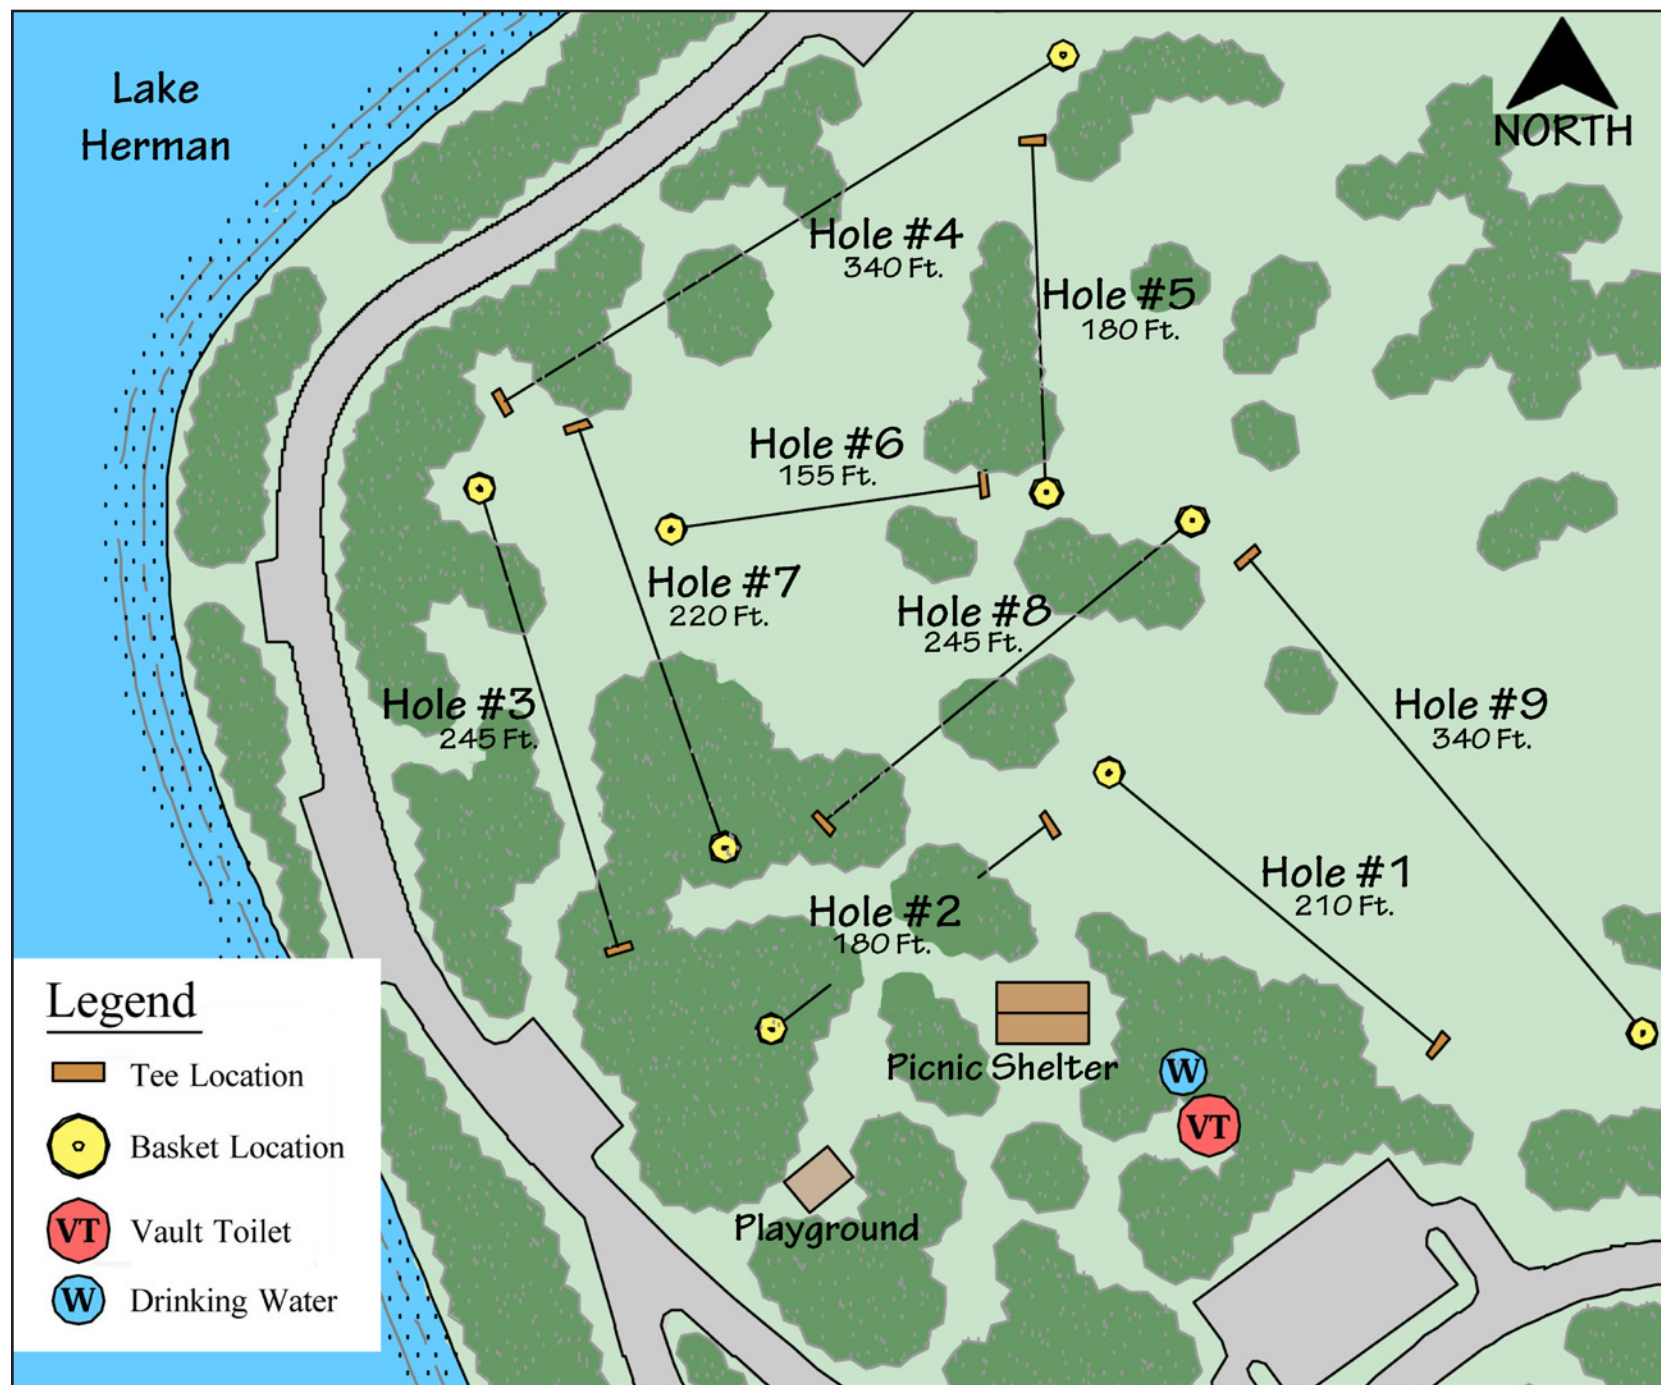 Lake
Herman
NORTH
Hole #4
340 Ft.
Hole #5
180 Ft.
Hole #6
155 Ft.
Hole #7
220 Ft.
Hole #8
245 Ft.
Hole #3
245 Ft.
Hole #9
340 Ft.
Hole #1
210 Ft.
Hole #2
180 Ft.
Picnic Shelter
W
VT
Playground
Legend
Tee Location
Basket Location
VT Vault Toilet
W Drinking Water